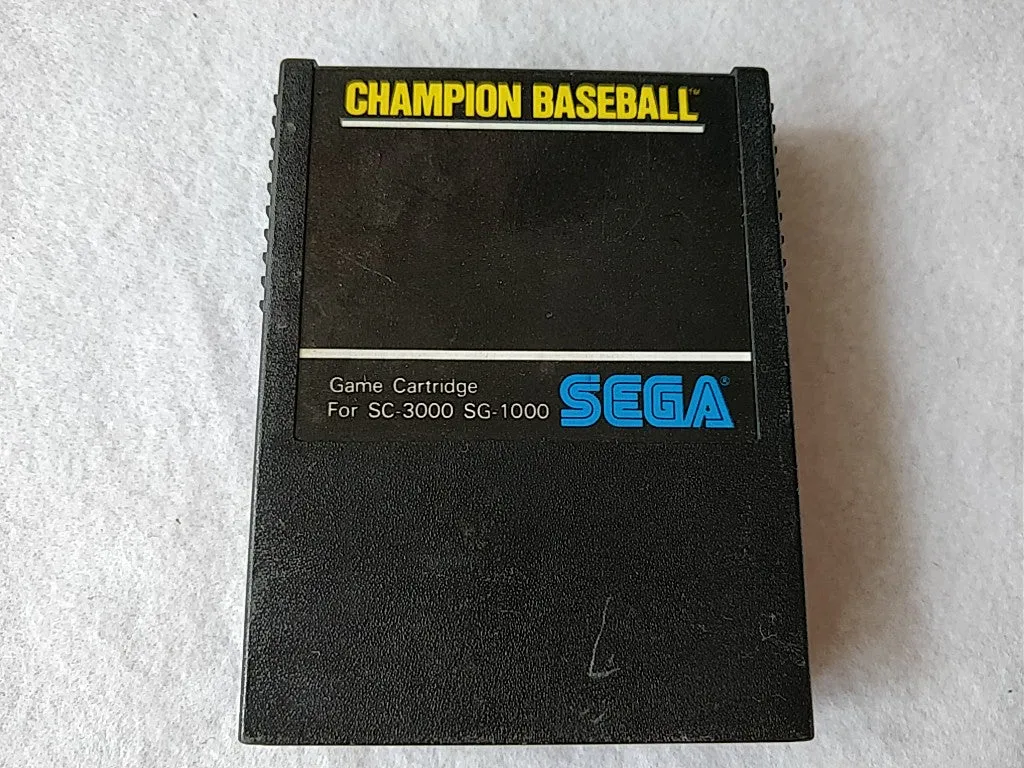 CHAMPION BASEBALL™
Game Cartridge
For SC-3000 SG-1000
SEGA®